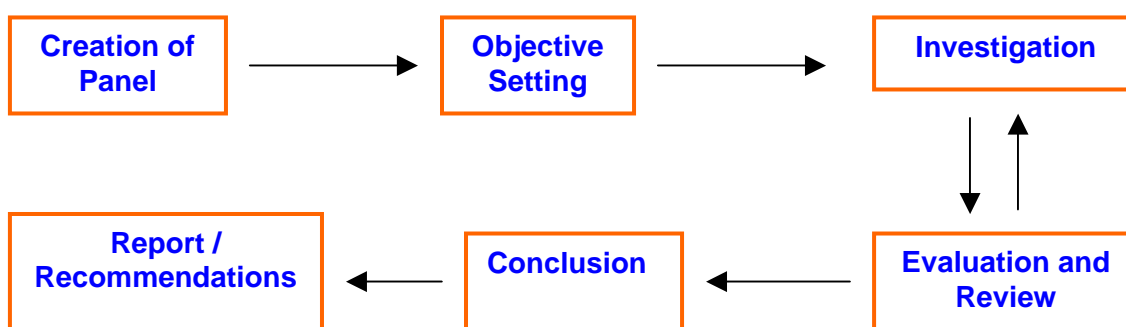 Creation of
Panel
Objective
Setting
Investigation
Evaluation and
Review
Conclusion
Report /
Recommendations